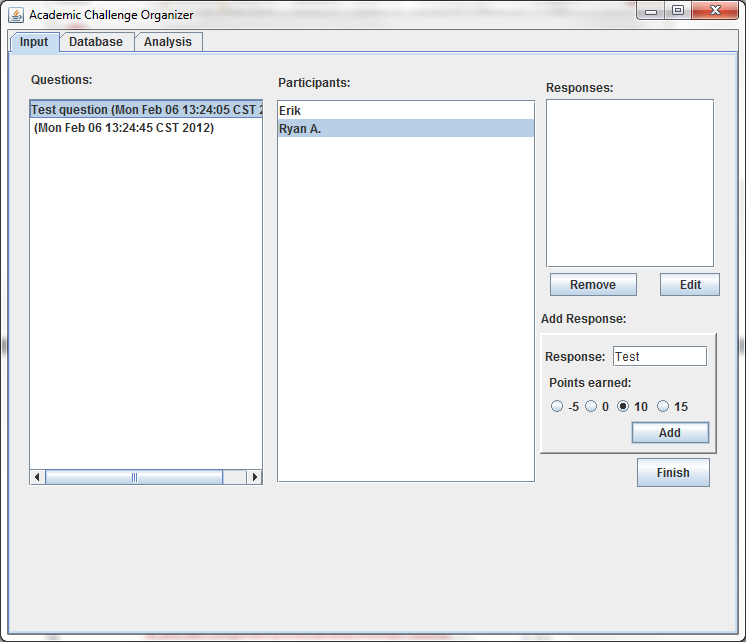 Academic Challenge Organizer
Input Database Analysis
Questions:
Test question (Mon Feb 06 13:24:05 CST 2
(Mon Feb 06 13:24:45 CST 2012)
Participants:
Erik
Ryan A.
Responses:
Remove Edit
Add Response:
Response: Test
Points earned:
-5 0 10 15
Add
Finish